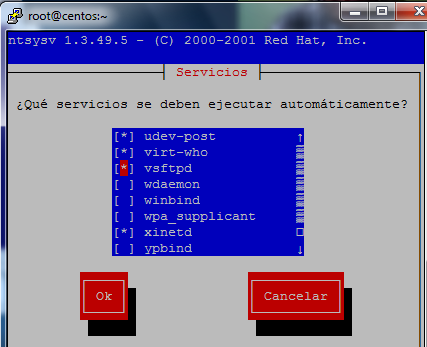 root@centos:~
ntsysv 1.3.49.5 - (C) 2000-2001 Red Hat, Inc.
Servicios
¿Qué servicios se deben ejecutar automáticamente?
[*] udev-post
[*] virt-who
[*] vsftpd
[ ] wdaemon
[ ] winbind
[ ] wpa_supplicant
[*] xinetd
[ ] ypbind
Ok Cancelar